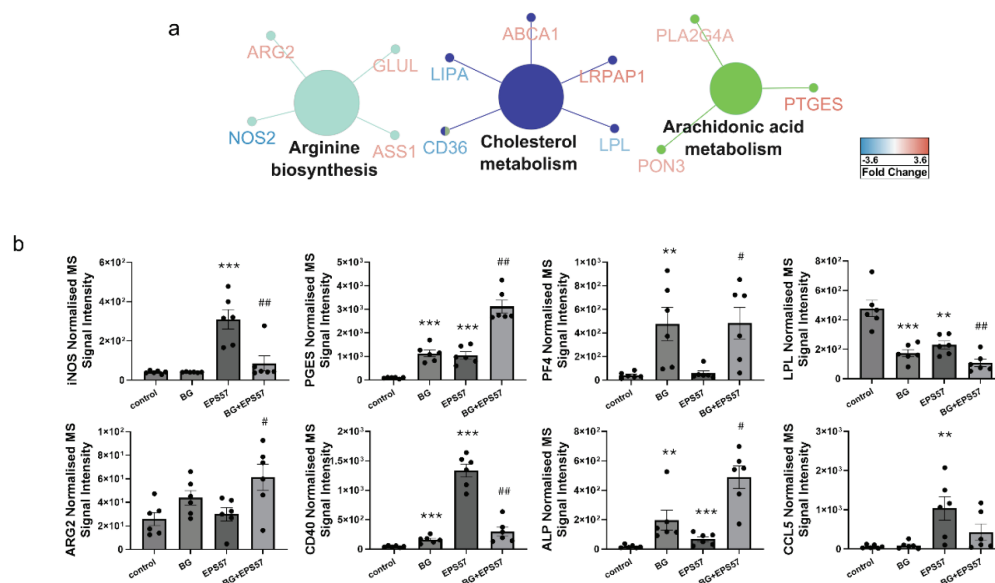 a
ARG2
GLUL
NOS2
ASS1
Arginine
biosynthesis
ABCA1
LIPA
LRPAP1
CD36
LPL
Cholesterol
metabolism
PLA2G4A
PTGES
PON3
Arachidonic acid
metabolism
-3.6 3.6
Fold Change
b
iNOS Normalised MS
Signal Intensity
6×10²
4×10²
2×10²
0
***
##
control BG EPS57 BG+EPS57
PGES Normalised MS
Signal Intensity
5×10³
4×10³
3×10³
2×10³
1×10³
0
***
***
##
control BG EPS57 BG+EPS57
PF4 Normalised MS
Signal Intensity
1×10³
8×10²
6×10²
4×10²
2×10²
0
**
#
control BG EPS57 BG+EPS57
LPL Normalised MS
Signal Intensity
8×10²
6×10²
4×10²
2×10²
0
***
**
##
control BG EPS57 BG+EPS57
ARG2 Normalised MS
Signal Intensity
1×10²
8×10¹
6×10¹
4×10¹
2×10¹
0
#
control BG EPS57 BG+EPS57
CD40 Normalised MS
Signal Intensity
2×10³
2×10³
1×10³
5×10²
0
***
***
##
control BG EPS57 BG+EPS57
ALP Normalised MS
Signal Intensity
8×10²
6×10²
4×10²
2×10²
0
**
***
#
control BG EPS57 BG+EPS57
CCL5 Normalised MS
Signal Intensity
3×10³
2×10³
1×10³
0
**
control BG EPS57 BG+EPS57